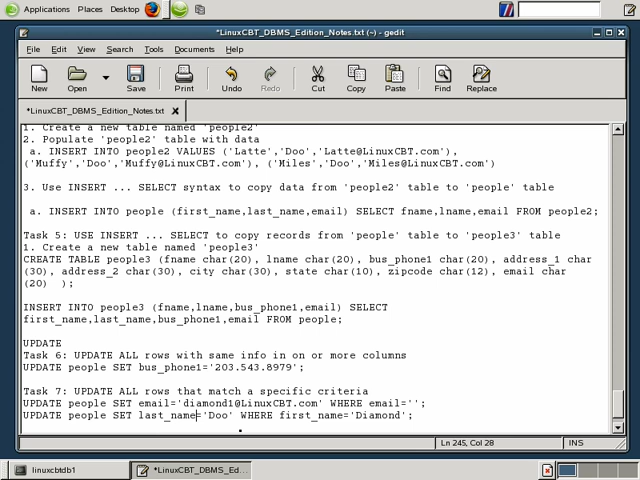 Applications Places Desktop
*LinuxCBT_DBMS_Edition_Notes.txt (~) - gedit
File Edit View Search Tools Documents Help
New Open Save Print Undo Redo Cut Copy Paste Find Replace
*LinuxCBT_DBMS_Edition_Notes.txt
1. Create a new table named 'people2'
2. Populate 'people2' table with data
a. INSERT INTO people2 VALUES ('Latte','Doo','Latte@LinuxCBT.com'),
('Muffy','Doo','Muffy@LinuxCBT.com'), ('Miles','Doo','Miles@LinuxCBT.com')
3. Use INSERT ... SELECT syntax to copy data from 'people2' table to 'people' table
a. INSERT INTO people (first_name,last_name,email) SELECT fname,lname,email FROM people2;
Task 5: USE INSERT ... SELECT to copy records from 'people' table to 'people3' table
1. Create a new table named 'people3'
CREATE TABLE people3 (fname char(20), lname char(20), bus_phone1 char(20), address_1 char
(30), address_2 char(30), city char(30), state char(10), zipcode char(12), email char
(20) );
INSERT INTO people3 (fname,lname,bus_phone1,email) SELECT
first_name,last_name,bus_phone1,email FROM people;
UPDATE
Task 6: UPDATE ALL rows with same info in on or more columns
UPDATE people SET bus_phone1='203.543.8979';
Task 7: UPDATE ALL rows that match a specific criteria
UPDATE people SET email='diamond1@LinuxCBT.com' WHERE email='';
UPDATE people SET last_name='Doo' WHERE first_name='Diamond';
Ln 245, Col 28 INS
linuxcbtdb1 *LinuxCBT_DBMS_Ed...